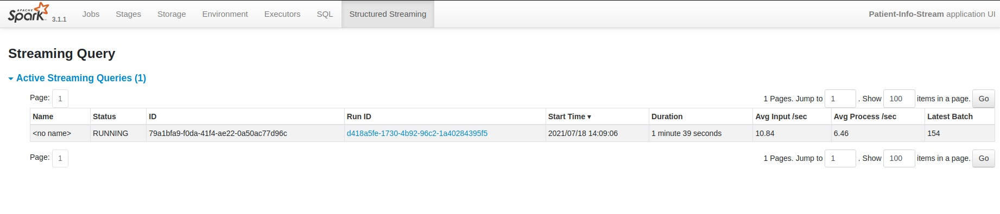 APACHE Spark 3.1.1 Jobs Stages Storage Environment Executors SQL Structured Streaming Patient-Info-Stream application UI
Streaming Query
Active Streaming Queries (1)
Page: 1 1 Pages. Jump to 1 . Show 100 items in a page. Go
Name Status ID Run ID Start Time ▾ Duration Avg Input /sec Avg Process /sec Latest Batch
<no name> RUNNING 79a1bfa9-f0da-41f4-ae22-0a50ac77d96c d418a5fe-1730-4b92-96c2-1a40284395f5 2021/07/18 14:09:06 1 minute 39 seconds 10.84 6.46 154
Page: 1 1 Pages. Jump to 1 . Show 100 items in a page. Go